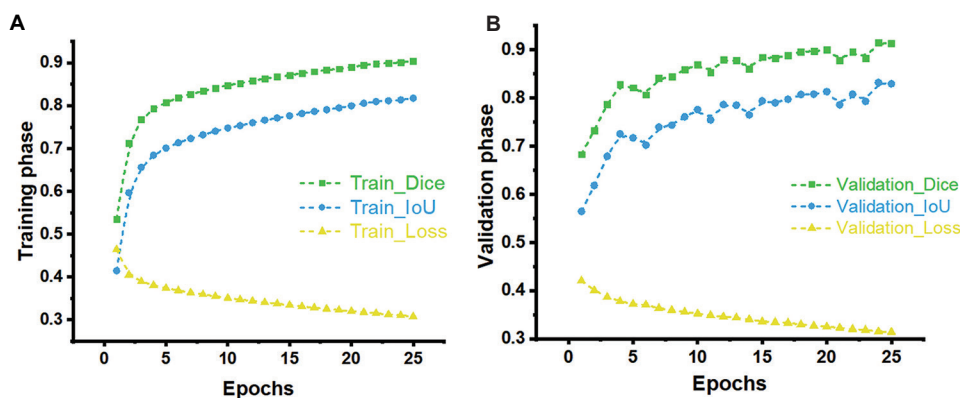 A
Training phase
0.9
0.8
0.7
0.6
0.5
0.4
0.3
Train_Dice
Train_IoU
Train_Loss
0 5 10 15 20 25
Epochs
B
Validation phase
0.9
0.8
0.7
0.6
0.5
0.4
0.3
Validation_Dice
Validation_IoU
Validation_Loss
0 5 10 15 20 25
Epochs